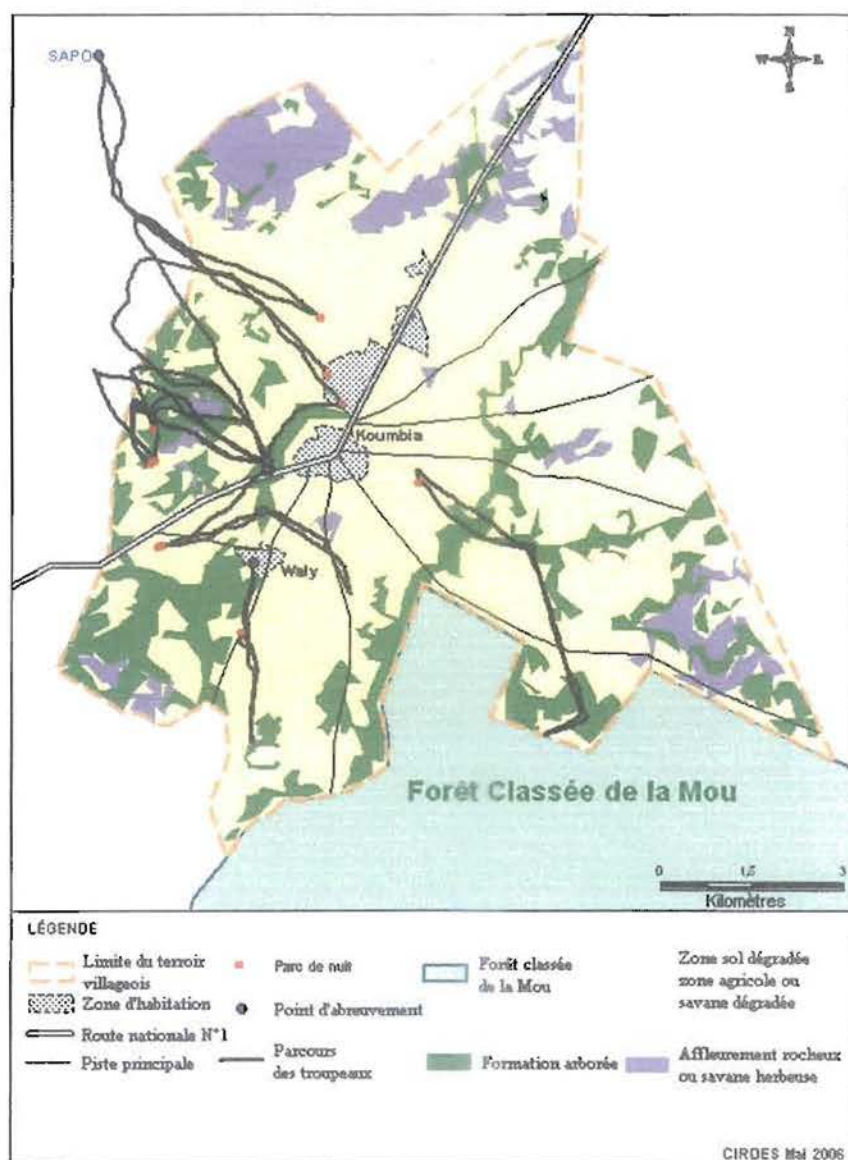 SAPO
N
W E
S
Koumbia
Waly
Forêt Classée de la Mou
0 1,5 3
Kilomètres
LÉGENDE
Limite du terroir
villageois
Zone d'habitation
Route nationale N°1
Piste principale
Parc de nuit
Point d'abreuvement
Parcours
des troupeaux
Forêt classée
de la Mou
Formation arborée
Zone sol dégradée
zone agricole ou
savane dégradée
Affleurement rocheux
ou savane herbeuse
CIRDES Mai 2006